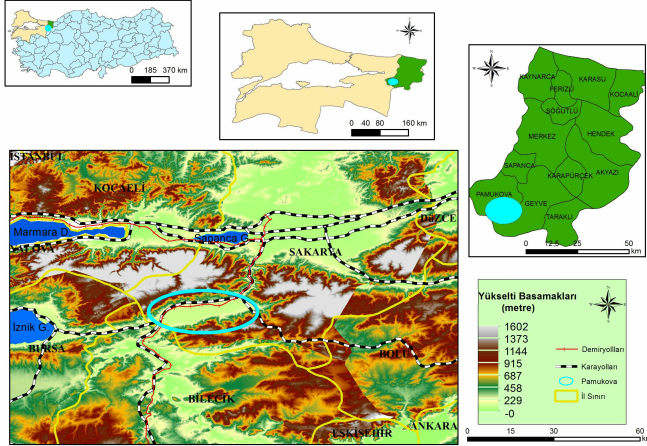 0 185 370 km
0 40 80 160 km
KAYNARCA
KARASU
FERİZLİ
KOCAALİ
SÖĞÜTLÜ
MERKEZ
HENDEK
SAPANCA
KARAPÜRÇEK
AKYAZI
PAMUKOVA
GEYVE
TARAKLI
0 12,5 25 50
km
İSTANBUL
KOCAELİ
Marmara D.
Sapanca G.
DüZCE
YALOVA
SAKARYA
İznik G.
BURSA
BOLU
BİLECİK
ANKARA
ESKİŞEHİR
Yükselti Basamakları
(metre)
1602
1373
1144
915
687
458
229
-0
Demiryolları
Karayolları
Pamukova
İl Sınırı
0 15 30 60
km